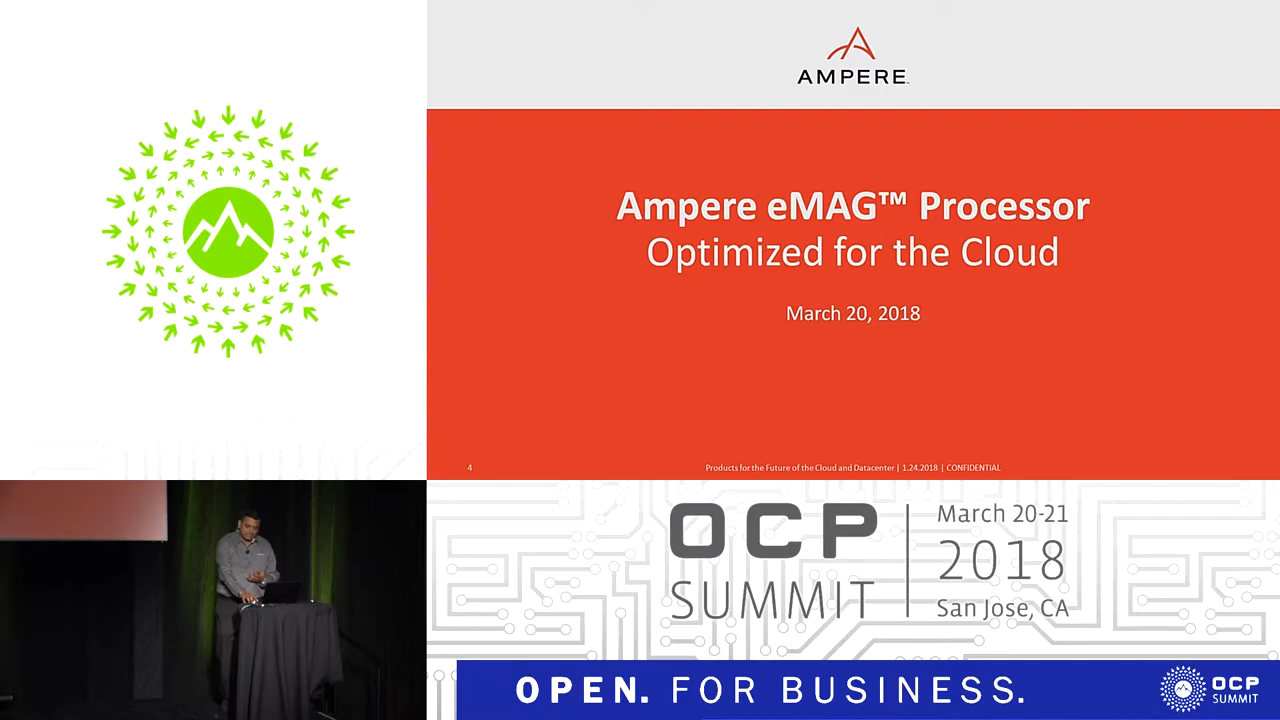 AMPERE
Ampere eMAG™ Processor
Optimized for the Cloud
March 20, 2018
4
Products for the Future of the Cloud and Datacenter | 1.24.2018 | CONFIDENTIAL
OCP
SUMMIT
March 20-21
2018
San Jose, CA
OPEN. FOR BUSINESS.
OCP
SUMMIT